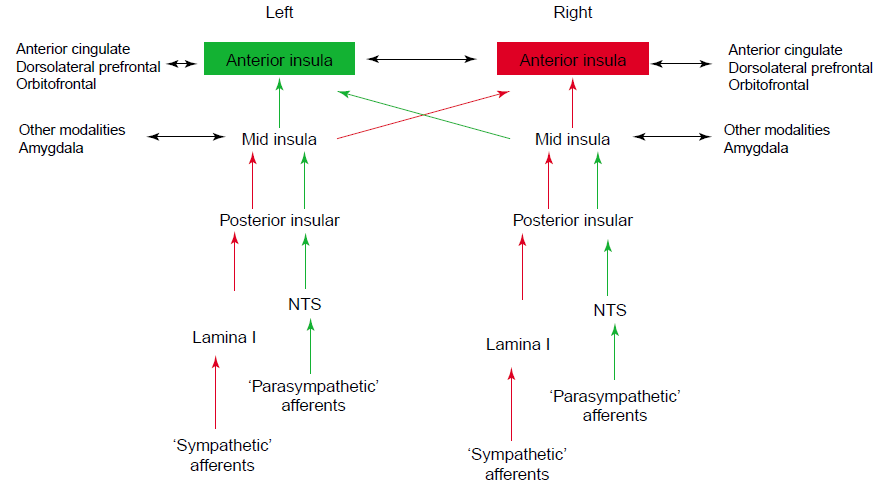 Left
Right
Anterior cingulate
Dorsolateral prefrontal
Orbitofrontal
Anterior insula
Anterior insula
Anterior cingulate
Dorsolateral prefrontal
Orbitofrontal
Other modalities
Amygdala
Mid insula
Mid insula
Other modalities
Amygdala
Posterior insular
Posterior insular
NTS
NTS
Lamina I
Lamina I
‘Parasympathetic’
afferents
‘Parasympathetic’
afferents
‘Sympathetic’
afferents
‘Sympathetic’
afferents